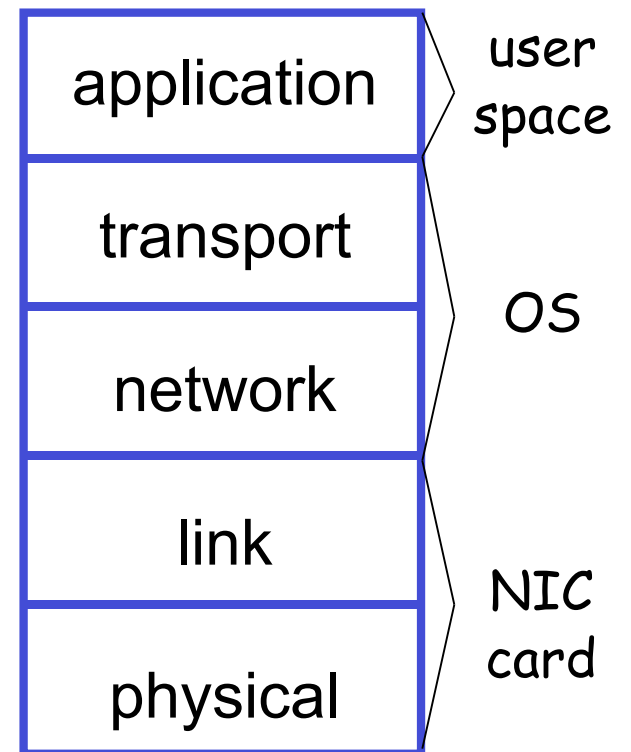 application
user
space
transport
OS
network
link
NIC
card
physical